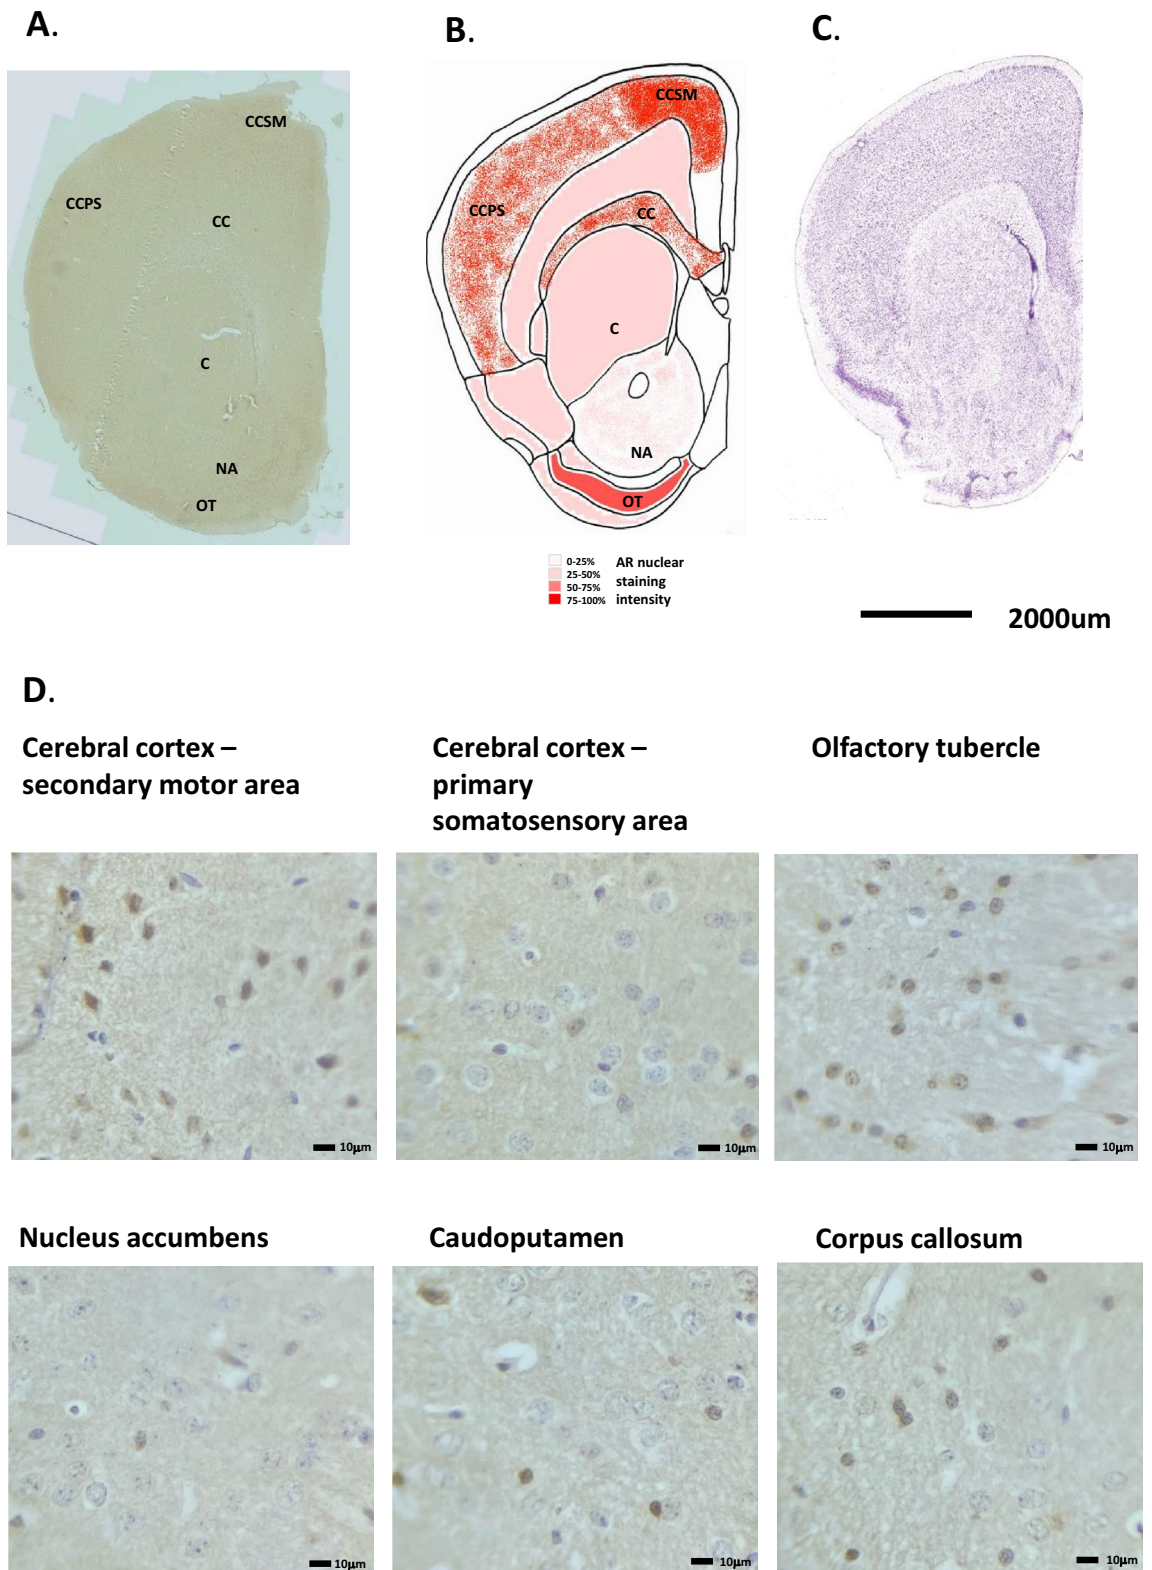 A.
B.
C.
CCSM
CCPS
CC
C
NA
OT
CCSM
CCPS
CC
C
NA
OT
0-25%
25-50%
50-75%
75-100%
AR nuclear
staining
intensity
2000um
D.
Cerebral cortex –
secondary motor area
Cerebral cortex –
primary
somatosensory area
Olfactory tubercle
10µm
10µm
10µm
Nucleus accumbens
Caudoputamen
Corpus callosum
10µm
10µm
10µm